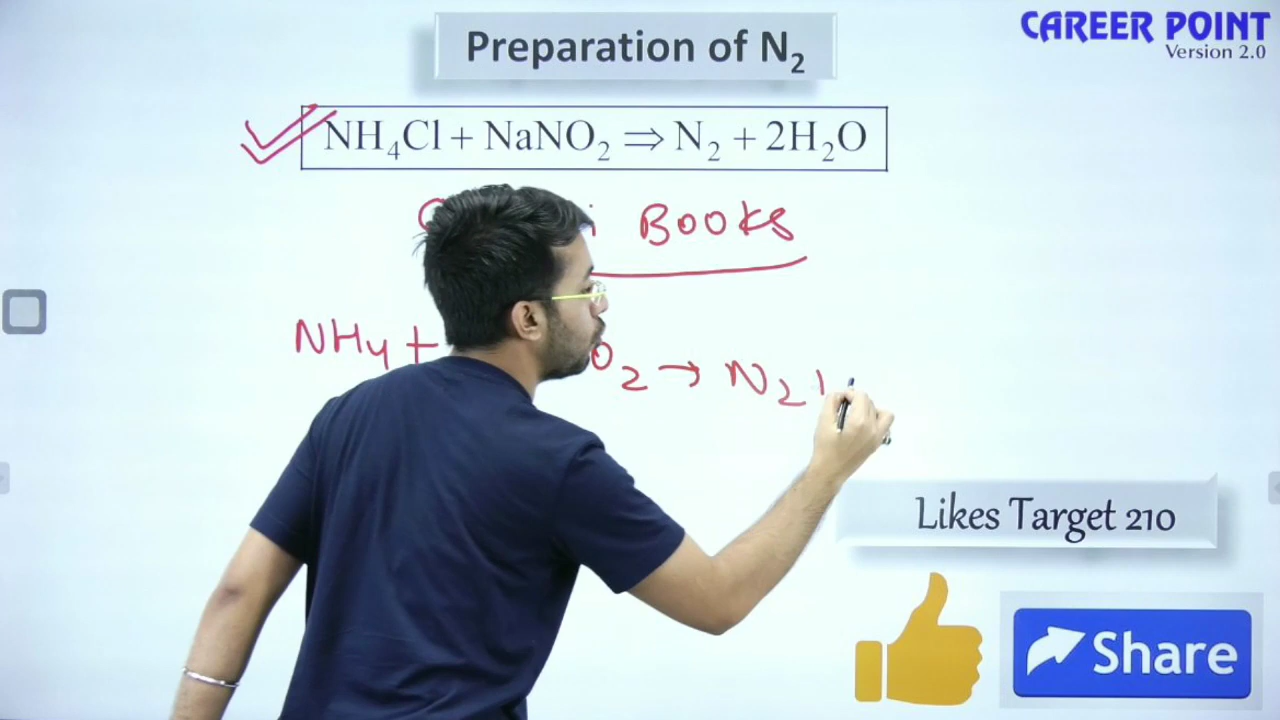 Preparation of N₂
CAREER POINT
Version 2.0
NH₄Cl + NaNO₂ ⇒ N₂ + 2H₂O
Books
NH₄ + O₂ → N₂
Likes Target 210
Share